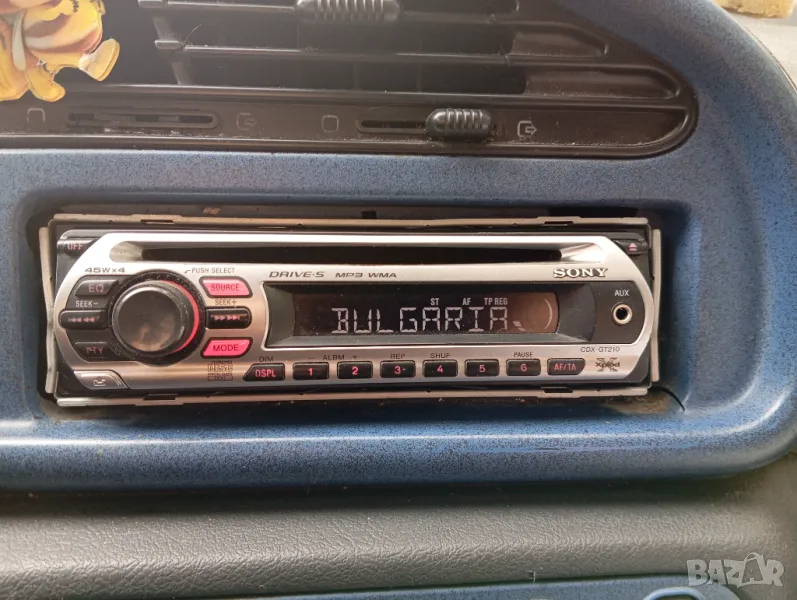 OFF
45W×4
PUSH SELECT
DRIVE-S MP3 WMA
SONY
EQ
SOURCE
SEEK-
SEEK+
ST AF TP REG
AUX
BULGARIA
MODE
CDX-GT210
DIM
ALBM
REP
SHUF
PAUSE
DSPL
1
2
3
4
5
6
AF/TA
Xplod
BAZAR